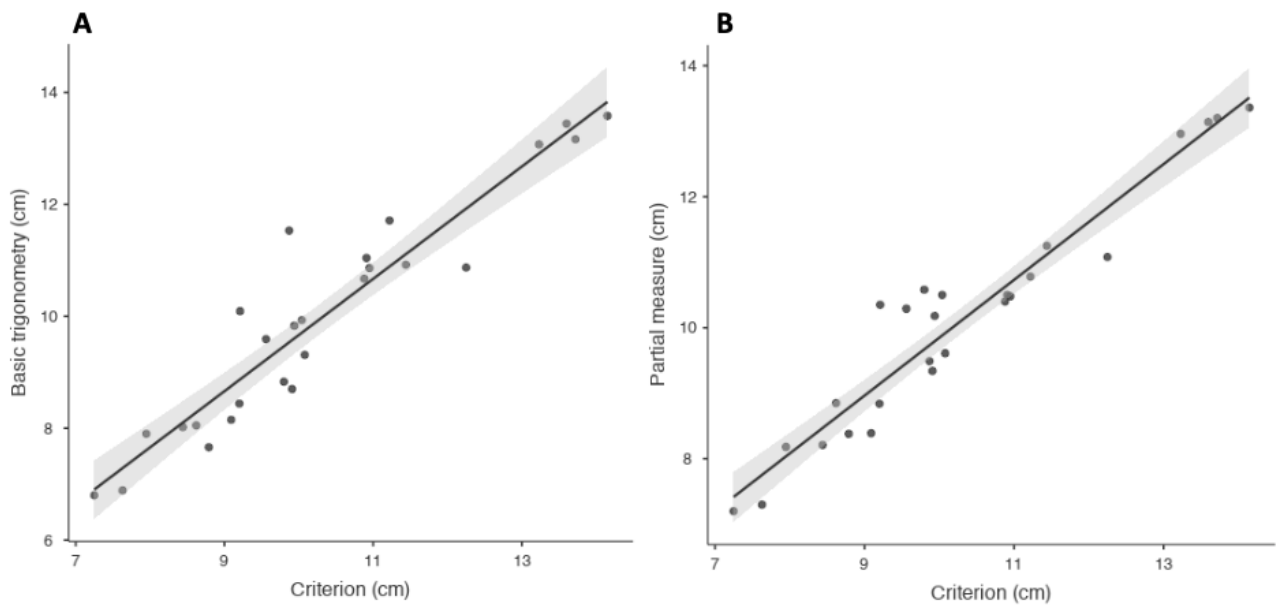 A
14
12
10
8
6
7
9
11
13
Basic trigonometry (cm)
Criterion (cm)
B
14
12
10
8
7
9
11
13
Partial measure (cm)
Criterion (cm)